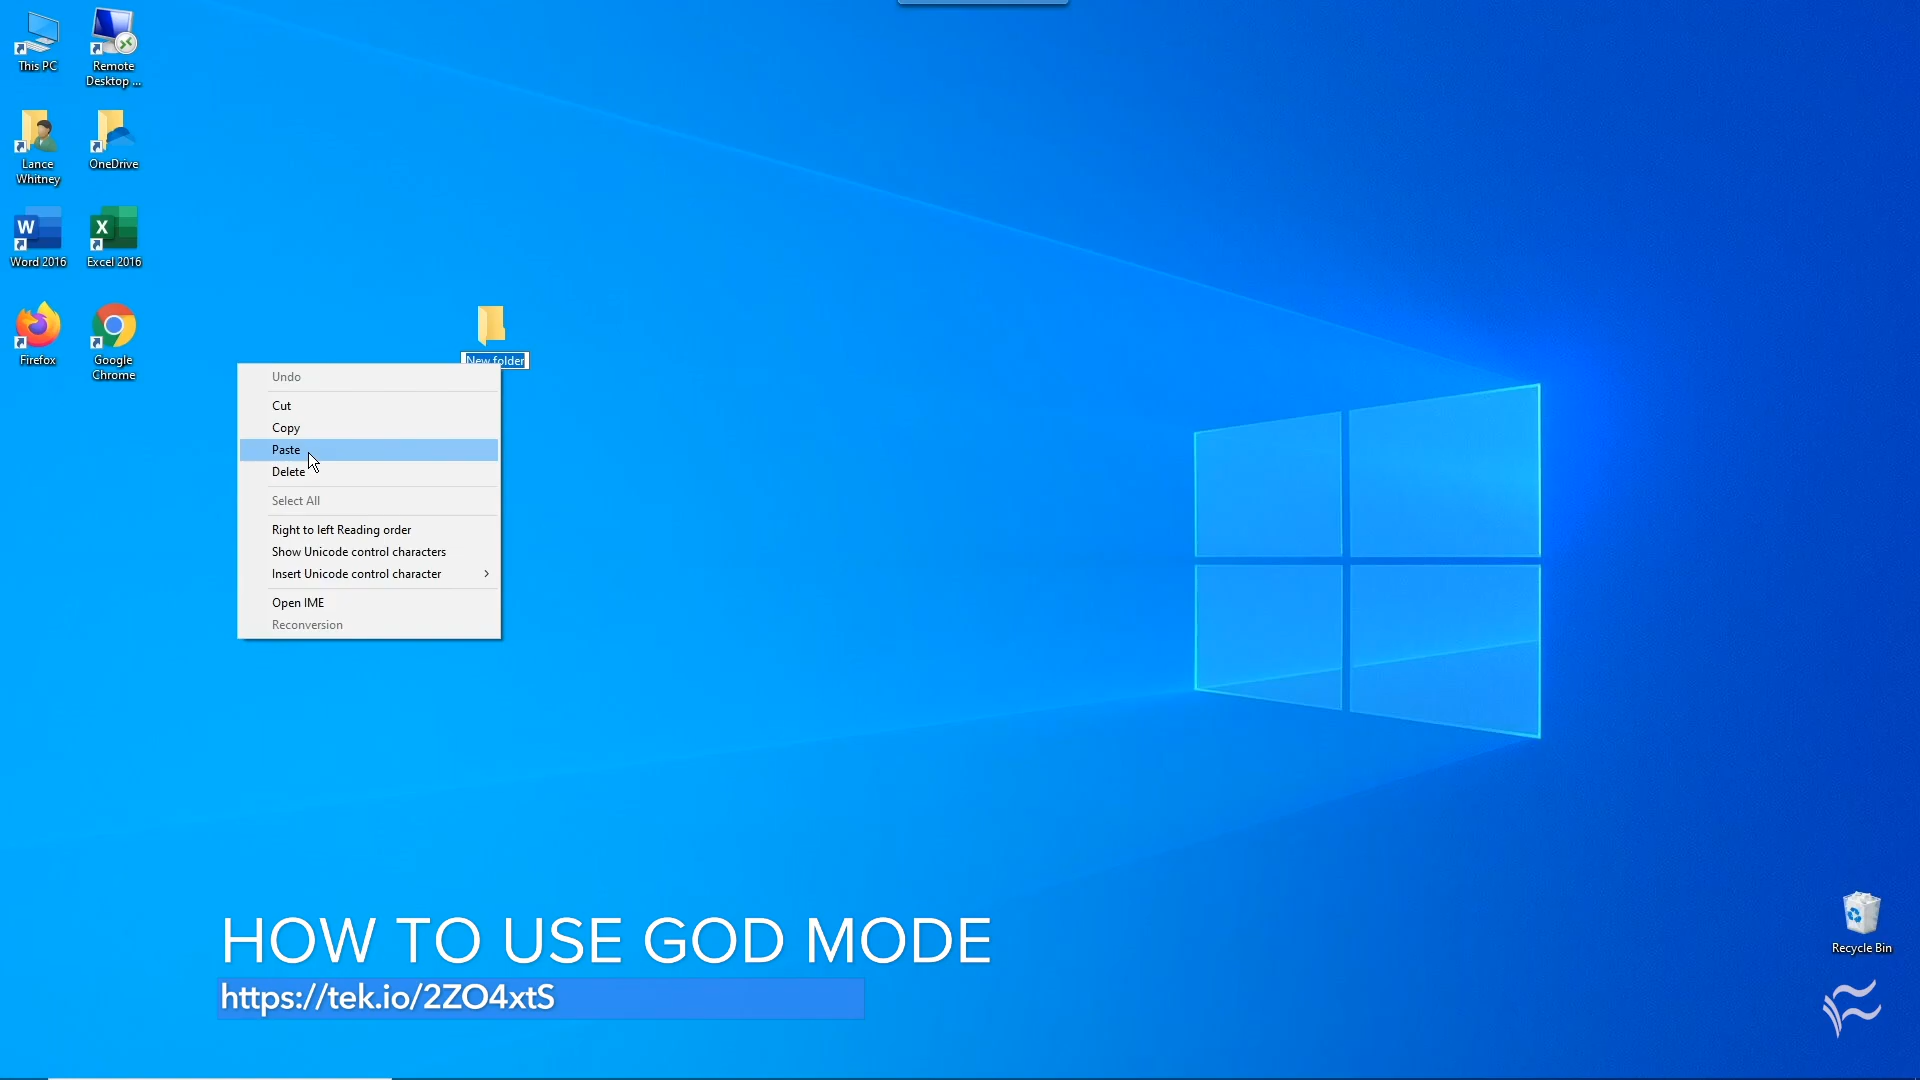 This PC
Remote
Desktop ...
Lance
Whitney
OneDrive
Word 2016
Excel 2016
Firefox
Google
Chrome
New folder
Undo
Cut
Copy
Paste
Delete
Select All
Right to left Reading order
Show Unicode control characters
Insert Unicode control character
Open IME
Reconversion
Recycle Bin
HOW TO USE GOD MODE
https://tek.io/2ZO4xtS